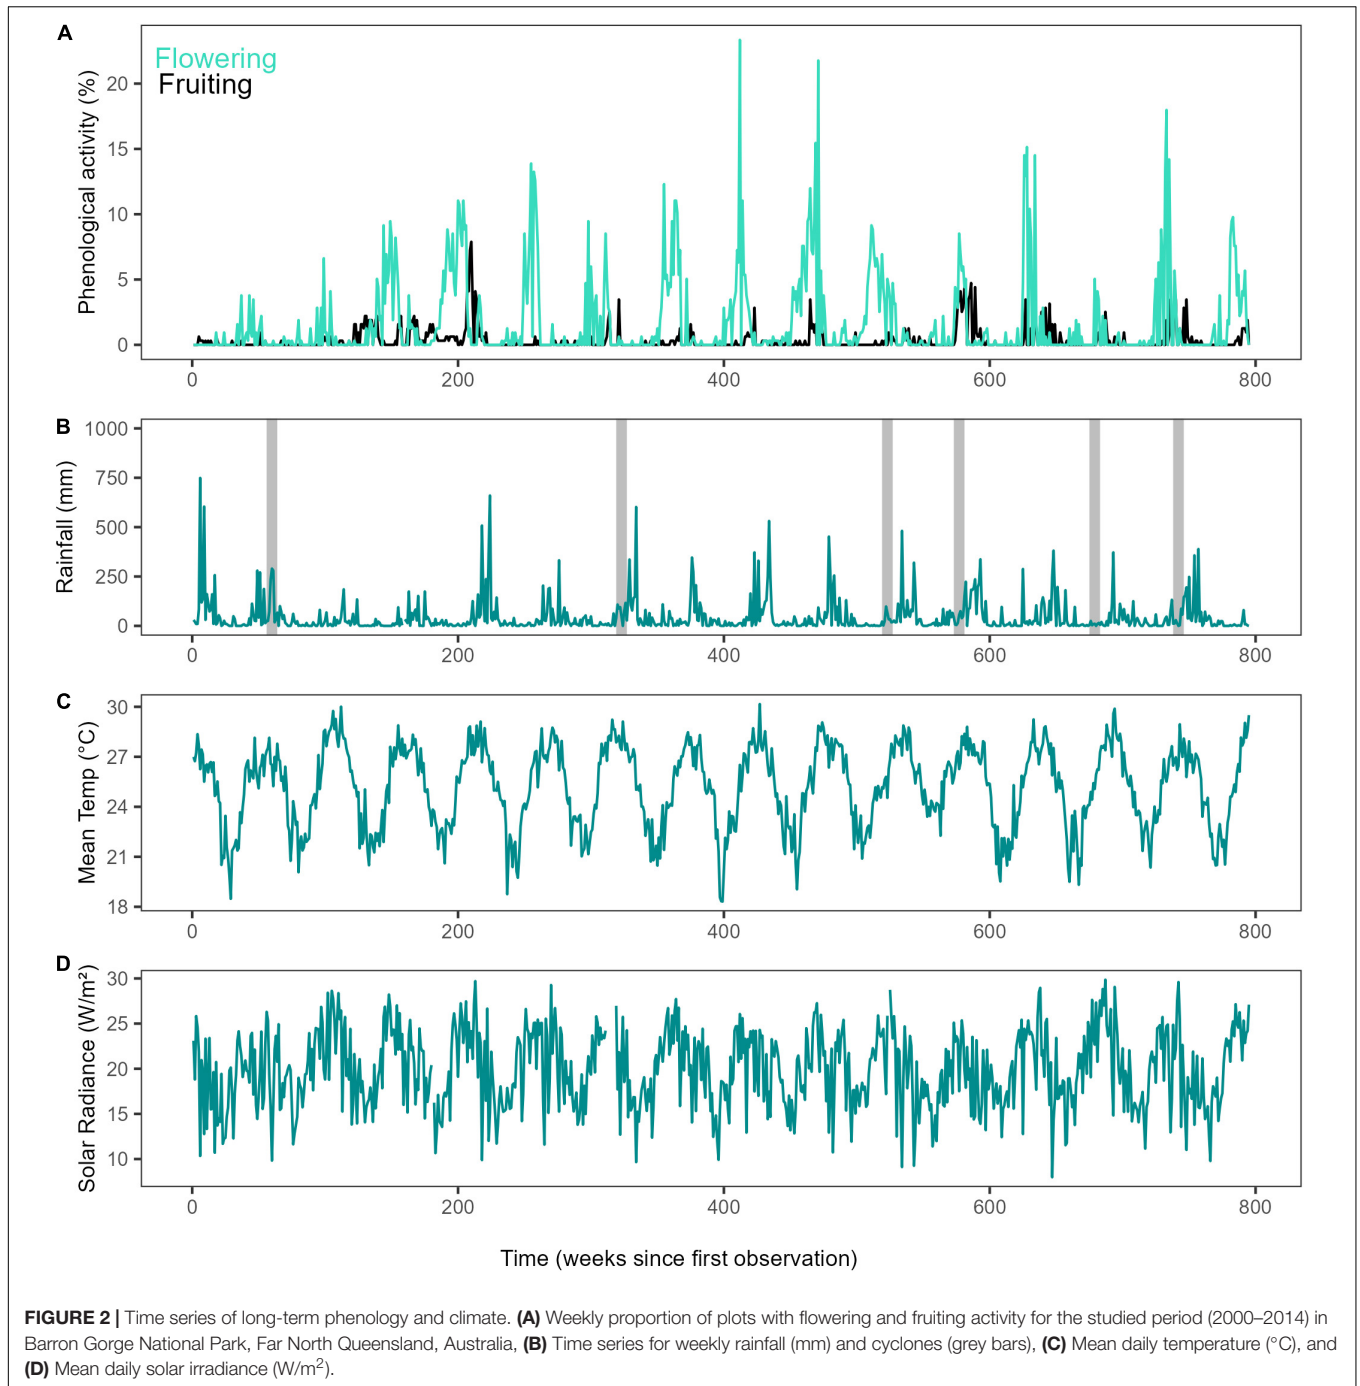 A
Flowering
Fruiting
Phenological activity (%)
20
15
10
5
0
0 200 400 600 800
B
Rainfall (mm)
1000
750
500
250
0
0 200 400 600 800
C
Mean Temp (°C)
30
27
24
21
18
0 200 400 600 800
D
Solar Radiance (W/m²)
30
25
20
15
10
0 200 400 600 800
Time (weeks since first observation)
FIGURE 2 | Time series of long-term phenology and climate. (A) Weekly proportion of plots with flowering and fruiting activity for the studied period (2000–2014) in
Barron Gorge National Park, Far North Queensland, Australia, (B) Time series for weekly rainfall (mm) and cyclones (grey bars), (C) Mean daily temperature (°C), and
(D) Mean daily solar irradiance (W/m²).